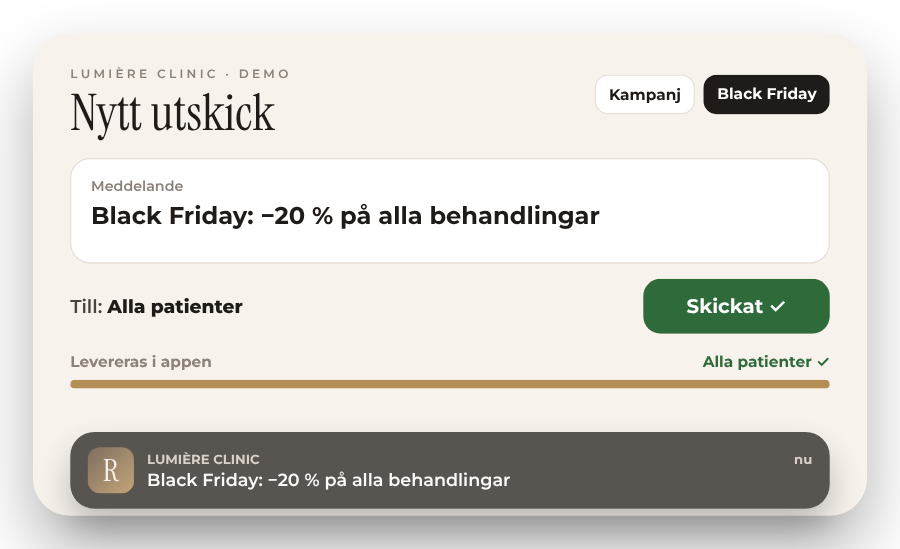 LUMIÈRE CLINIC · DEMO
Nytt utskick
Kampanj
Black Friday
Meddelande
Black Friday: −20 % på alla behandlingar
Till: Alla patienter
Skickat ✓
Levereras i appen
Alla patienter ✓
R
LUMIÈRE CLINIC
nu
Black Friday: −20 % på alla behandlingar